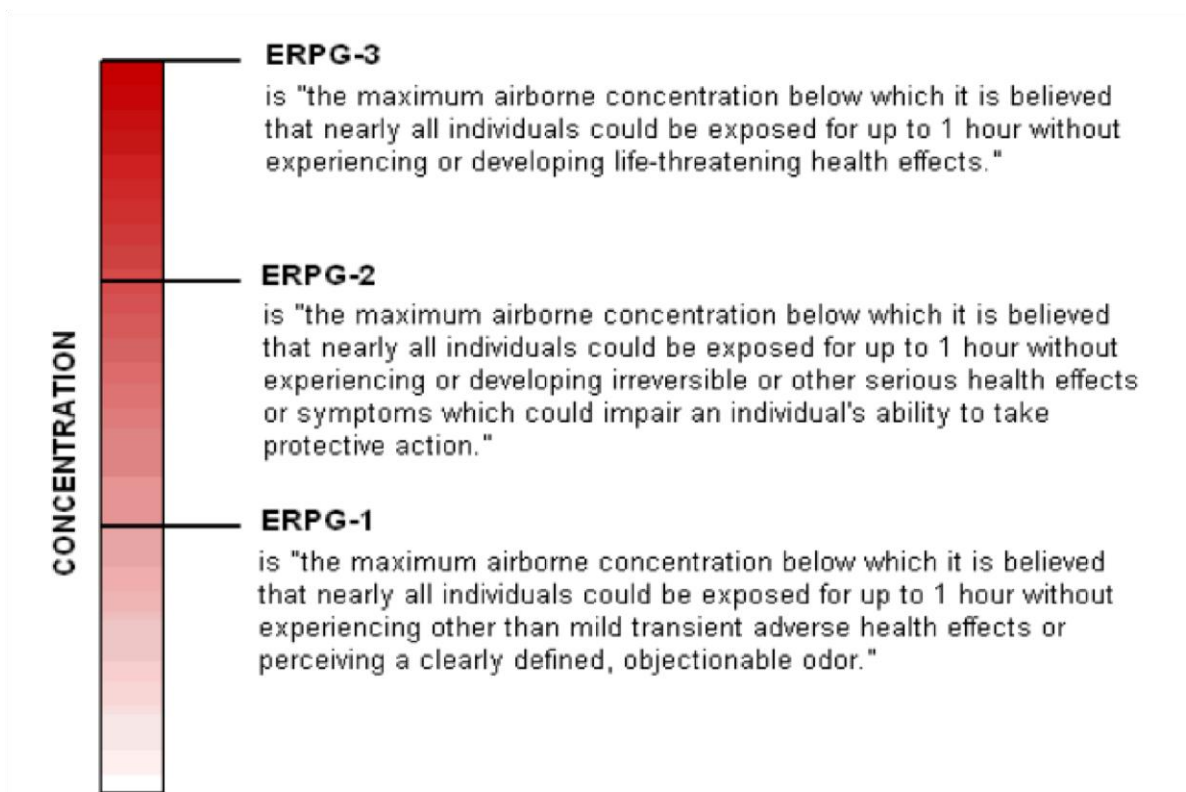 ERPG-3
is "the maximum airborne concentration below which it is believed
that nearly all individuals could be exposed for up to 1 hour without
experiencing or developing life-threatening health effects."
ERPG-2
is "the maximum airborne concentration below which it is believed
that nearly all individuals could be exposed for up to 1 hour without
experiencing or developing irreversible or other serious health effects
or symptoms which could impair an individual's ability to take
protective action."
CONCENTRATION
ERPG-1
is "the maximum airborne concentration below which it is believed
that nearly all individuals could be exposed for up to 1 hour without
experiencing other than mild transient adverse health effects or
perceiving a clearly defined, objectionable odor."